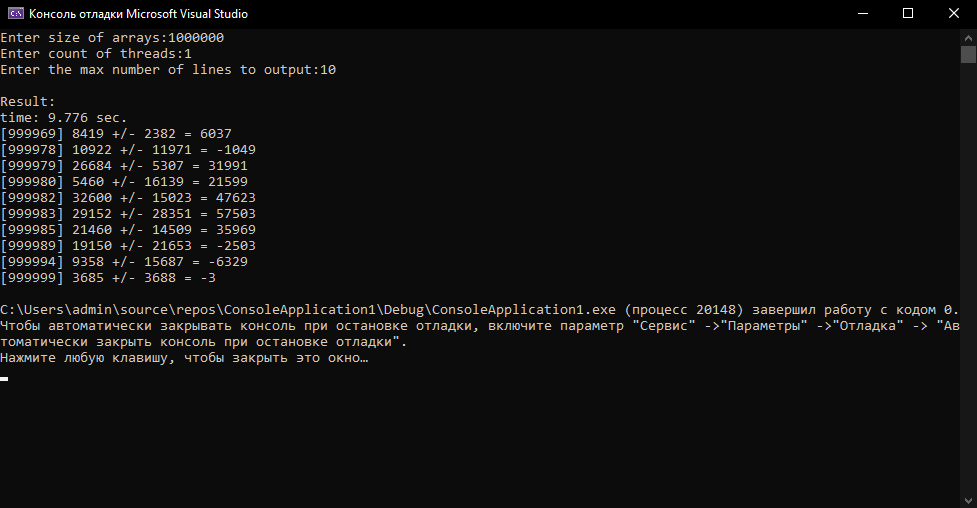 Консоль отладки Microsoft Visual Studio
Enter size of arrays:1000000
Enter count of threads:1
Enter the max number of lines to output:10
Result:
time: 9.776 sec.
[999969] 8419 +/- 2382 = 6037
[999978] 10922 +/- 11971 = -1049
[999979] 26684 +/- 5307 = 31991
[999980] 5460 +/- 16139 = 21599
[999982] 32600 +/- 15023 = 47623
[999983] 29152 +/- 28351 = 57503
[999985] 21460 +/- 14509 = 35969
[999989] 19150 +/- 21653 = -2503
[999994] 9358 +/- 15687 = -6329
[999999] 3685 +/- 3688 = -3
C:\Users\admin\source\repos\ConsoleApplication1\Debug\ConsoleApplication1.exe (процесс 20148) завершил работу с кодом 0.
Чтобы автоматически закрывать консоль при остановке отладки, включите параметр "Сервис" ->"Параметры" ->"Отладка" -> "Ав
томатически закрыть консоль при остановке отладки".
Нажмите любую клавишу, чтобы закрыть это окно…